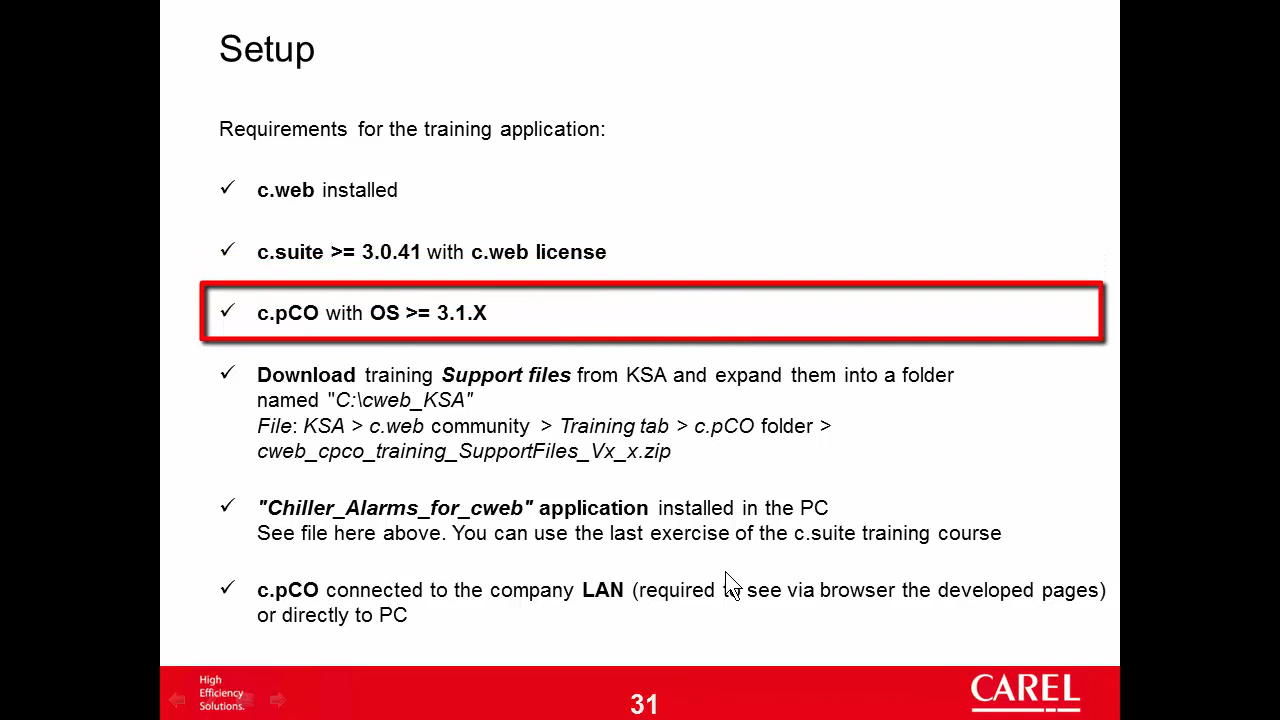 Setup
Requirements for the training application:
✓ c.web installed
✓ c.suite >= 3.0.41 with c.web license
✓ c.pCO with OS >= 3.1.X
✓ Download training Support files from KSA and expand them into a folder
named "C:\cweb_KSA"
File: KSA > c.web community > Training tab > c.pCO folder >
cweb_cpco_training_SupportFiles_Vx_x.zip
✓ "Chiller_Alarms_for_cweb" application installed in the PC
See file here above. You can use the last exercise of the c.suite training course
✓ c.pCO connected to the company LAN (required to see via browser the developed pages)
or directly to PC
High
Efficiency
Solutions.
31
CAREL